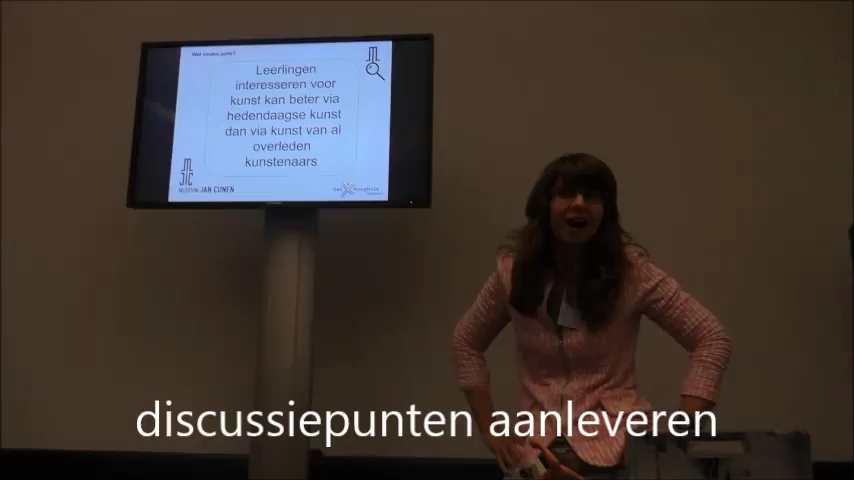 Wat vinden jullie?
Leerlingen
interesseren voor
kunst kan beter via
hedendaagse kunst
dan via kunst van al
overleden
kunstenaars
MUSEUM JAN CUNEN
discussiepunten aanleveren